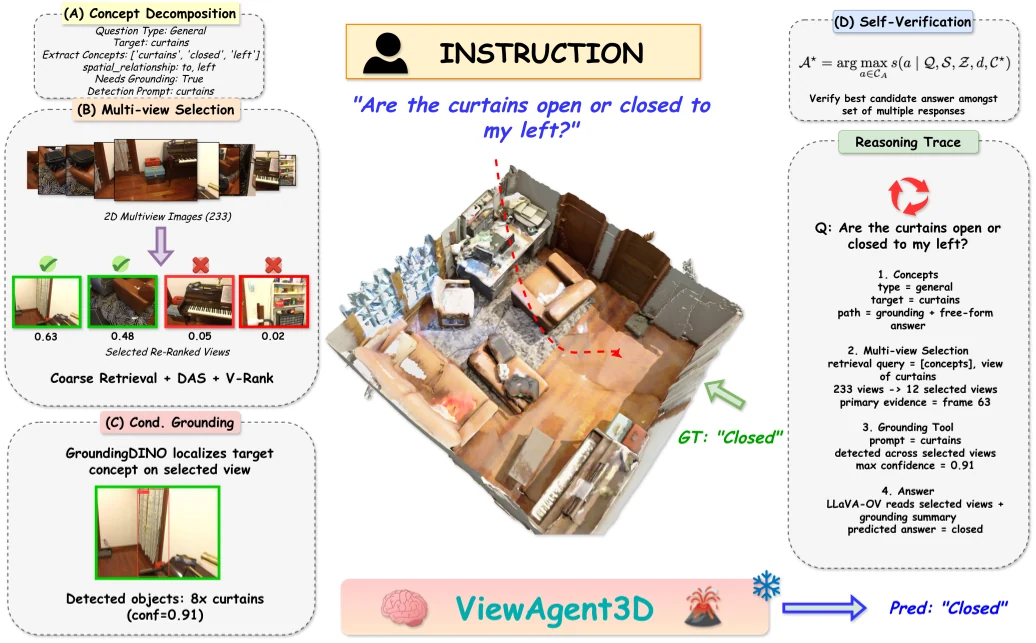 (A) Concept Decomposition
Question Type: General
Target: curtains
Extract Concepts: ['curtains', 'closed', 'left']
spatial_relationship: to, left
Needs Grounding: True
Detection Prompt: curtains
(B) Multi-view Selection
2D Multiview Images (233)
0.63
0.48
0.05
0.02
Selected Re-Ranked Views
Coarse Retrieval + DAS + V-Rank
(C) Cond. Grounding
GroundingDINO localizes target
concept on selected view
Detected objects: 8x curtains
(conf=0.91)
INSTRUCTION
"Are the curtains open or closed to
my left?"
GT: "Closed"
ViewAgent3D
Pred: "Closed"
(D) Self-Verification
𝒜⋆ = arg max s(a | 𝒬, 𝒮, 𝒵, d, 𝒞⋆)
a∈𝒞_A
Verify best candidate answer amongst
set of multiple responses
Reasoning Trace
Q: Are the curtains open or
closed to my left?
1. Concepts
type = general
target = curtains
path = grounding + free-form
answer
2. Multi-view Selection
retrieval query = [concepts], view
of curtains
233 views -> 12 selected views
primary evidence = frame 63
3. Grounding Tool
prompt = curtains
detected across selected views
max confidence = 0.91
4. Answer
LLaVA-OV reads selected views +
grounding summary
predicted answer = closed